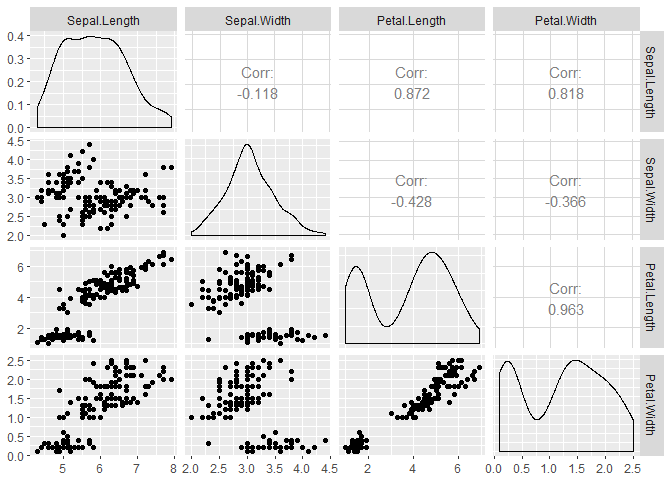 Sepal.Length Sepal.Width Petal.Length Petal.Width
0.4
0.3
0.2
0.1
0.0
Corr:
-0.118
Corr:
0.872
Corr:
0.818
Sepal.Length
4.5
4.0
3.5
3.0
2.5
2.0
Corr:
-0.428
Corr:
-0.366
Sepal.Width
6
4
2
Corr:
0.963
Petal.Length
2.5
2.0
1.5
1.0
0.5
0.0
Petal.Width
5 6 7 8
2.0 2.5 3.0 3.5 4.0 4.5
2 4 6
0.0 0.5 1.0 1.5 2.0 2.5